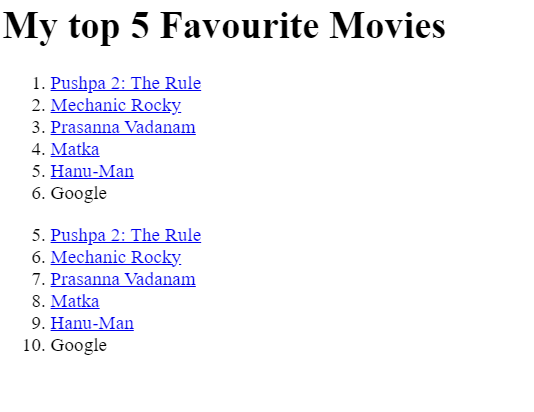 My top 5 Favourite Movies
1. Pushpa 2: The Rule
2. Mechanic Rocky
3. Prasanna Vadanam
4. Matka
5. Hanu-Man
6. Google
5. Pushpa 2: The Rule
6. Mechanic Rocky
7. Prasanna Vadanam
8. Matka
9. Hanu-Man
10. Google